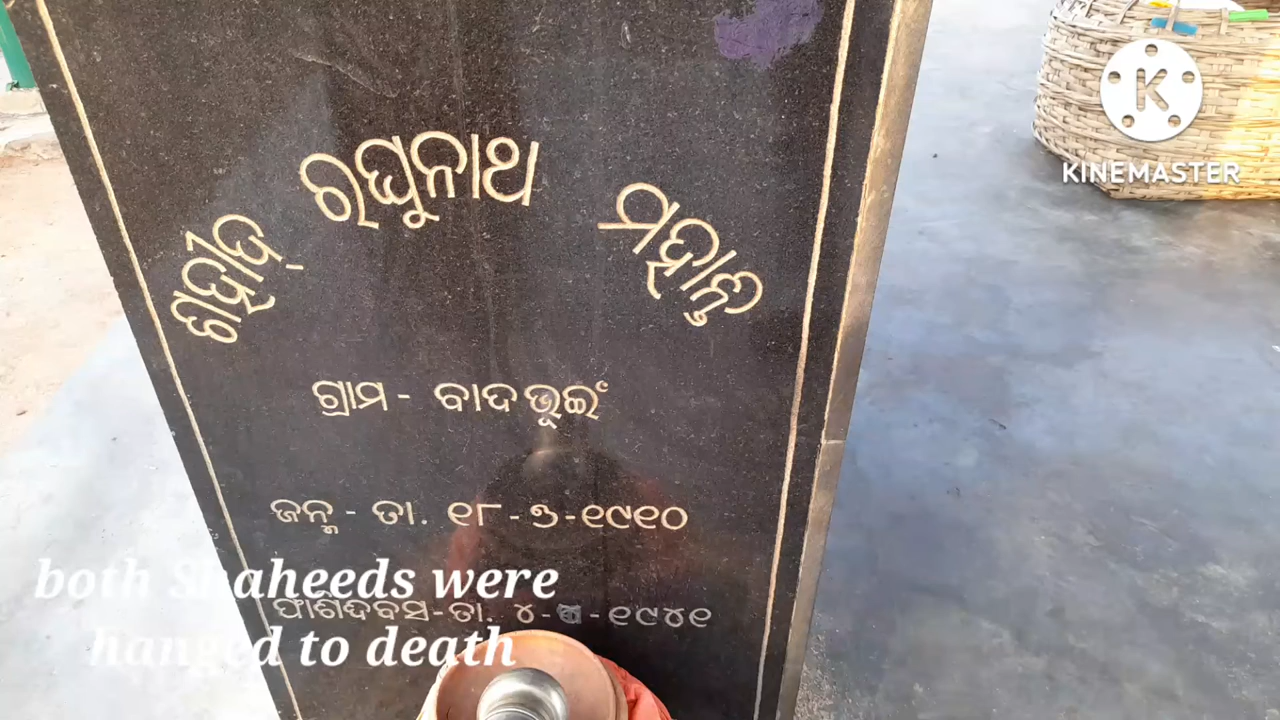 ଶହୀଦ୍ ରଘୁନାଥ ମହାନ୍ତି
ଗ୍ରାମ - ବାଦଭୂଇଁ
ଜନ୍ମ - ତା. ୧୮-୬-୧୯୧୦
ଫାଶିଦିବସ-ତା. ୪- -୧୯୪୧
both Shaheeds were
hanged to death
K
KINEMASTER